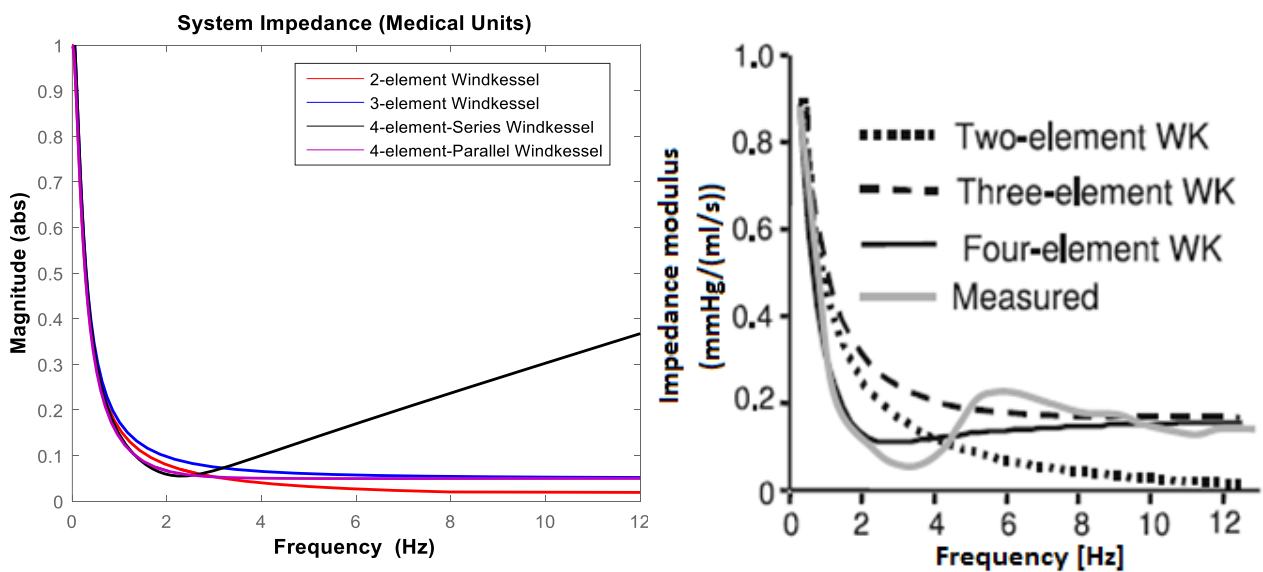 System Impedance (Medical Units)
Magnitude (abs)
1
0.9
0.8
0.7
0.6
0.5
0.4
0.3
0.2
0.1
0
2-element Windkessel
3-element Windkessel
4-element-Series Windkessel
4-element-Parallel Windkessel
0 2 4 6 8 10 12
Frequency (Hz)
Impedance modulus
(mmHg/(ml/s))
1.0
0.8
0.6
0.4
0.2
0
Two-element WK
Three-element WK
Four-element WK
Measured
0 2 4 6 8 10 12
Frequency [Hz]